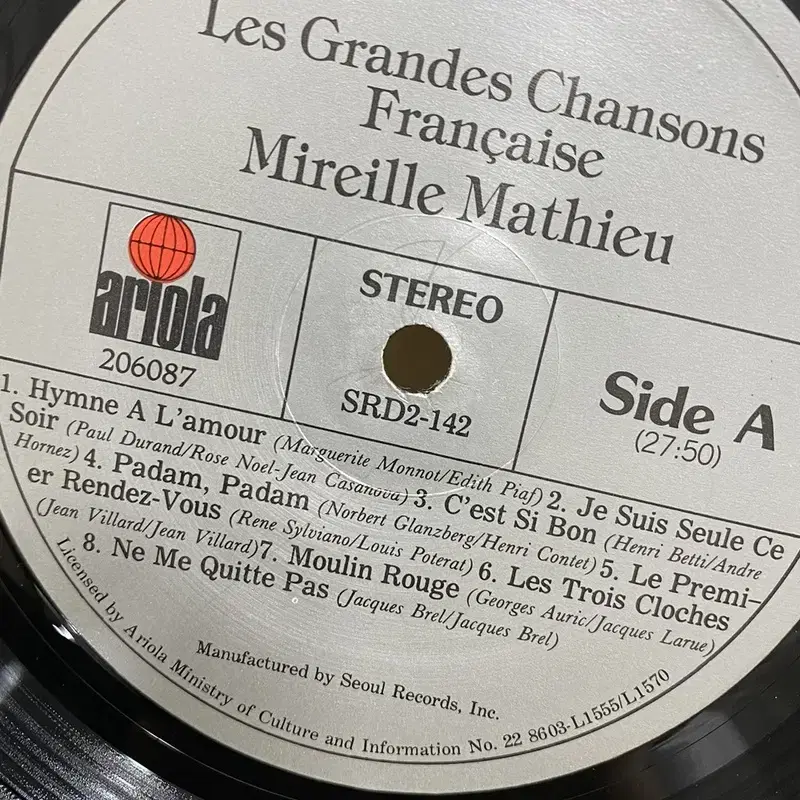 Les Grandes Chansons
Française
Mireille Mathieu
ariola
206087
STEREO
SRD2-142
Side A
(27:50)
1. Hymne A L'amour (Marguerite Monnot/Edith Piaf) 2. Je Suis Seule Ce
Soir (Paul Durand/Rose Noel-Jean Casanova) 3. C'est Si Bon (Henri Betti/Andre
Hornez) 4. Padam, Padam (Norbert Glanzberg/Henri Contet) 5. Le Premi-
er Rendez-Vous (Rene Sylviano/Louis Poterat) 6. Les Trois Cloches
(Jean Villard/Jean Villard) 7. Moulin Rouge (Georges Auric/Jacques Larue)
8. Ne Me Quitte Pas (Jacques Brel/Jacques Brel)
Manufactured by Seoul Records, Inc.
Licensed by Ariola Ministry of Culture and Information No. 22 8603-L1555/L1570